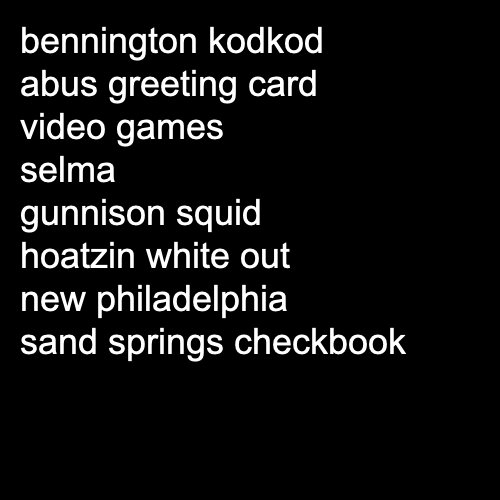 bennington kodkod
abus greeting card
video games
selma
gunnison squid
hoatzin white out
new philadelphia
sand springs checkbook